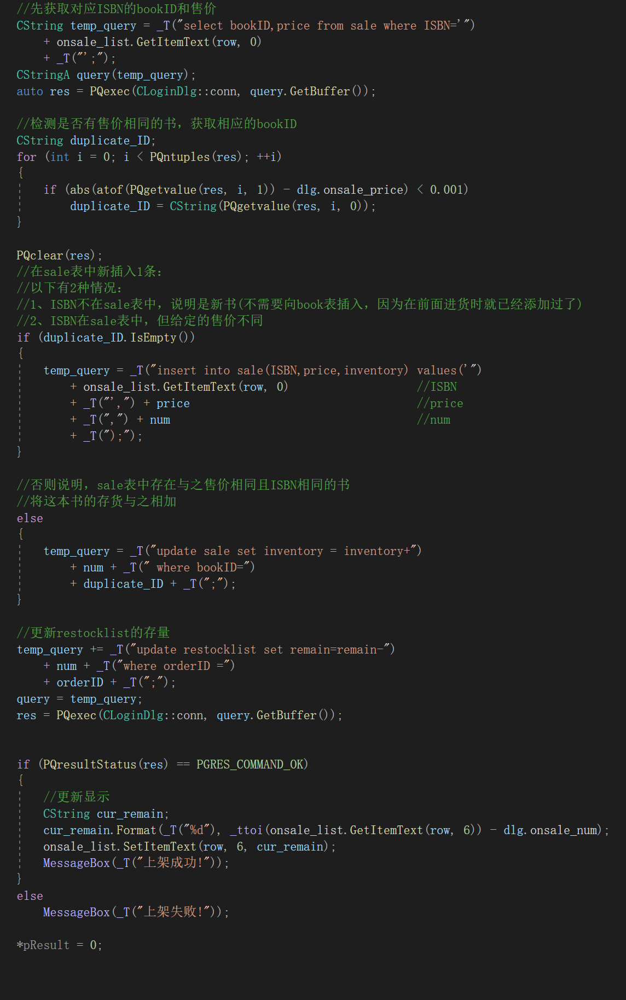 //先获取对应ISBN的bookID和售价
CString temp_query = _T("select bookID,price from sale where ISBN='")
    + onsale_list.GetItemText(row, 0)
    + _T("';");
CStringA query(temp_query);
auto res = PQexec(CLoginDlg::conn, query.GetBuffer());

//检测是否有售价相同的书，获取相应的bookID
CString duplicate_ID;
for (int i = 0; i < PQntuples(res); ++i)
{
    if (abs(atof(PQgetvalue(res, i, 1)) - dlg.onsale_price) < 0.001)
        duplicate_ID = CString(PQgetvalue(res, i, 0));
}

PQclear(res);
//在sale表中新插入1条：
//以下有2种情况：
//1、ISBN不在sale表中，说明是新书(不需要向book表插入，因为在前面进货时就已经添加过了)
//2、ISBN在sale表中，但给定的售价不同
if (duplicate_ID.IsEmpty())
{
    temp_query = _T("insert into sale(ISBN,price,inventory) values('")
        + onsale_list.GetItemText(row, 0)                   //ISBN
        + _T("',") + price                                  //price
        + _T(",") + num                                     //num
        + _T(");");
}

//否则说明，sale表中存在与之售价相同且ISBN相同的书
//将这本书的存货与之相加
else
{
    temp_query = _T("update sale set inventory = inventory+")
        + num + _T(" where bookID=")
        + duplicate_ID + _T(";");
}

//更新restocklist的存量
temp_query += _T("update restocklist set remain=remain-")
    + num + _T("where orderID =")
    + orderID + _T(";");
query = temp_query;
res = PQexec(CLoginDlg::conn, query.GetBuffer());


if (PQresultStatus(res) == PGRES_COMMAND_OK)
{
    //更新显示
    CString cur_remain;
    cur_remain.Format(_T("%d"), _ttoi(onsale_list.GetItemText(row, 6)) - dlg.onsale_num);
    onsale_list.SetItemText(row, 6, cur_remain);
    MessageBox(_T("上架成功!"));
}
else
    MessageBox(_T("上架失败!"));

*pResult = 0;